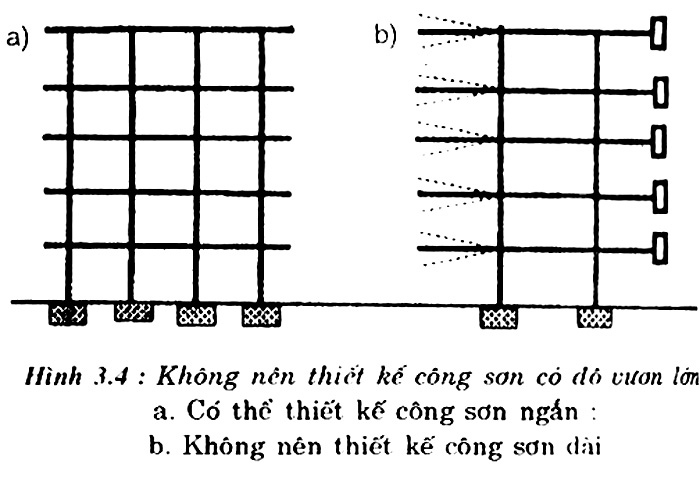 a)
b)
Hình 3.4 : Không nên thiết kế công sơn có độ vươn lớn
a. Có thể thiết kế công sơn ngắn :
b. Không nên thiết kế công sơn dài